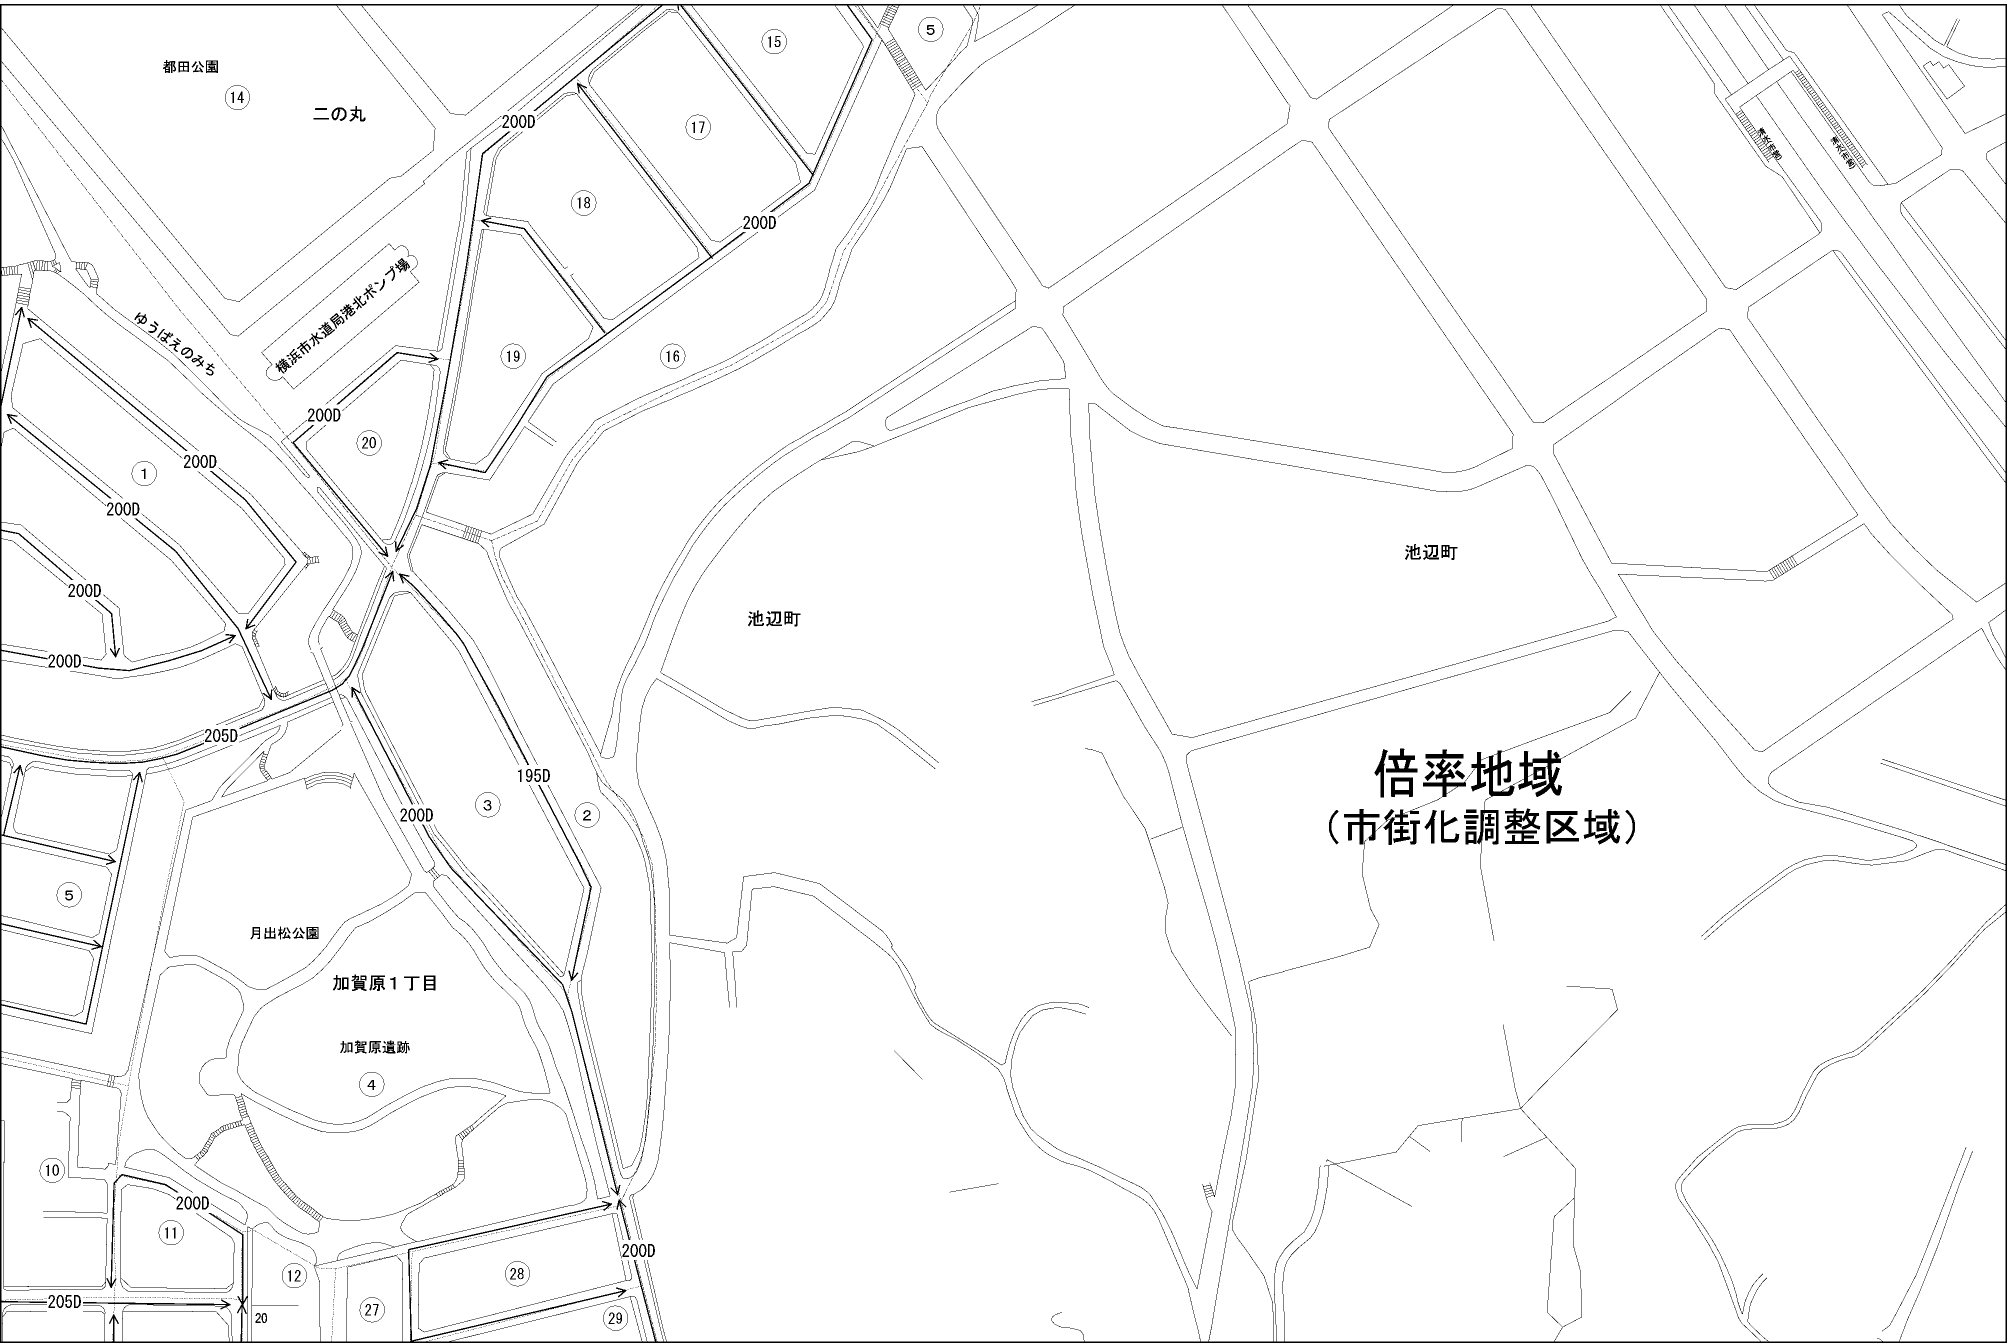 5
15
都田公園
14
二の丸
200D
17
18
200D
横浜市水道局港北ポンプ場
ゆうばえのみち
19
16
200D
20
200D
1
200D
池辺町
200D
池辺町
200D
205D
倍率地域
195D
3
200D
2
(市街化調整区域)
5
月出松公園
加賀原1丁目
加賀原遺跡
4
10
200D
11
200D
12
28
205D
27
20
29